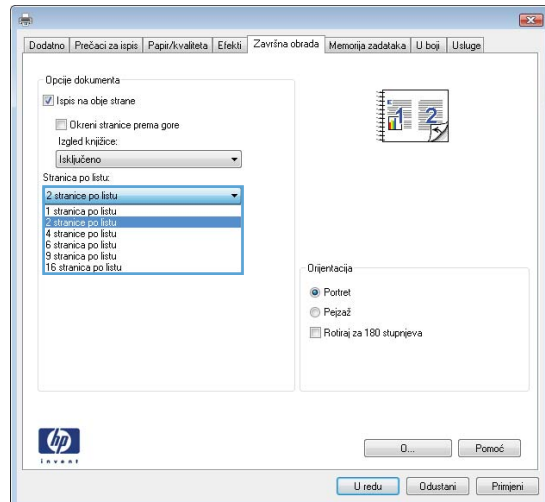 Dodatno Prečaci za ispis Papir/kvaliteta Efekti Završna obrada Memorija zadataka U boji Usluge
Opcije dokumenta
Ispis na obje strane
Okreni stranice prema gore
Izgled knjižice:
Isključeno
Stranica po listu:
2 stranice po listu
1 stranica po listu
2 stranice po listu
4 stranice po listu
6 stranica po listu
9 stranica po listu
16 stranica po listu
1 2
Orijentacija
Portret
Pejzaž
Rotiraj za 180 stupnjeva
hp
invent
O... Pomoć
U redu Odustani Primjeni